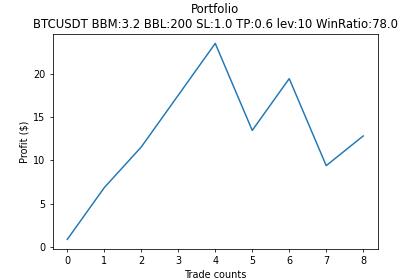 Portfolio
BTCUSDT BBM:3.2 BBL:200 SL:1.0 TP:0.6 lev:10 WinRatio:78.0
20
15
10
5
0
Profit ($)
0 1 2 3 4 5 6 7 8
Trade counts